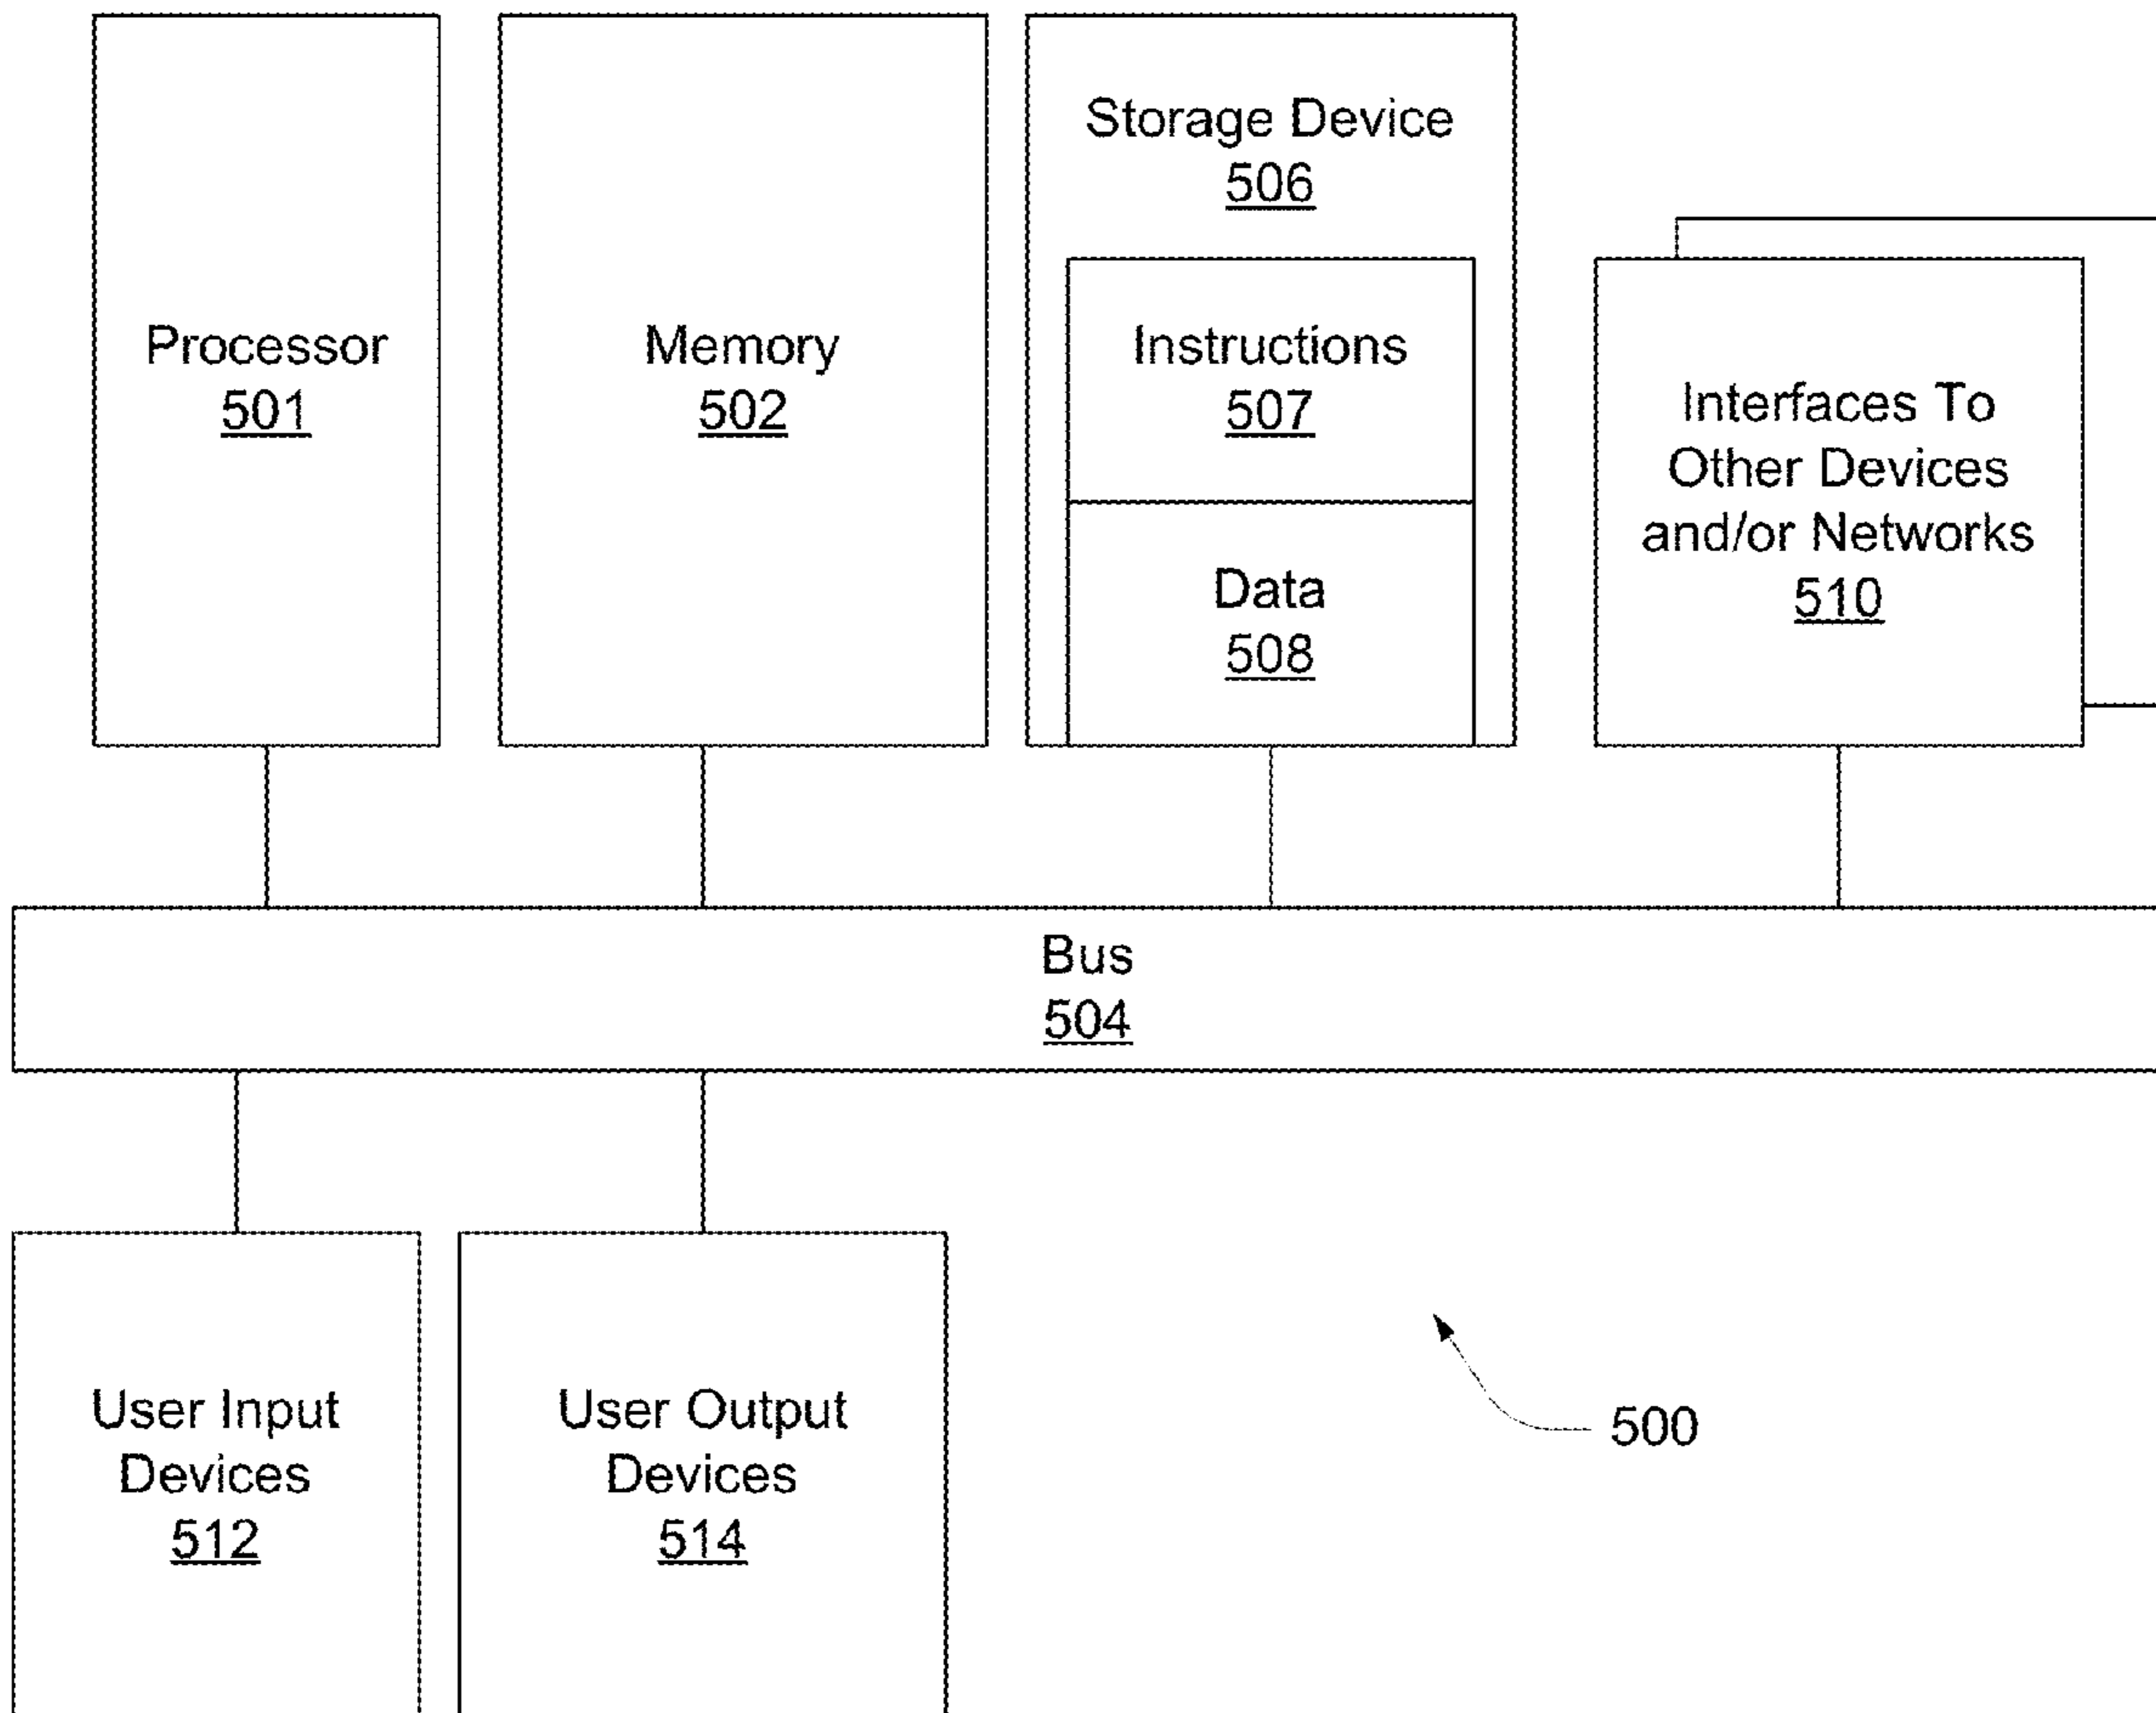 Processor
501
Memory
502
Storage Device
506
Instructions
507
Data
508
Interfaces To
Other Devices
and/or Networks
510
Bus
504
User Input
Devices
512
User Output
Devices
514
500